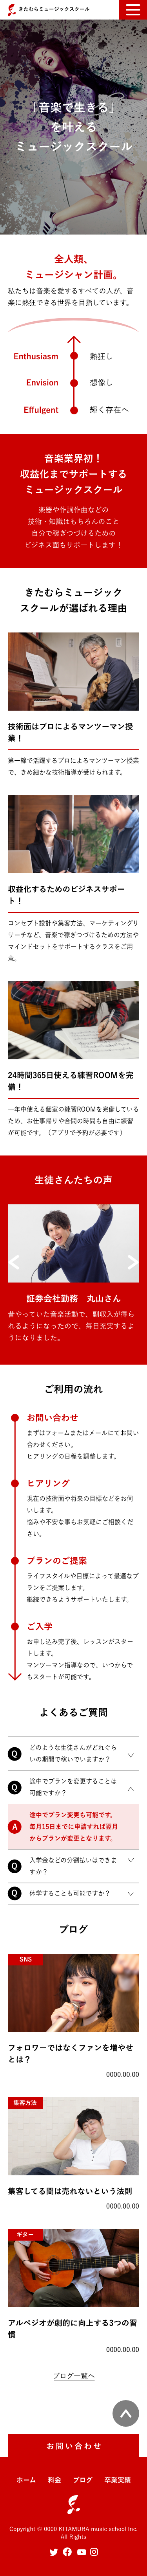 きたむらミュージックスクール
「音楽で生きる」
を叶える
ミュージックスクール
全人類、
ミュージシャン計画。
私たちは音楽を愛するすべての人が、音
楽に熱狂できる世界を目指しています。
Enthusiasm 熱狂し
Envision 想像し
Effulgent 輝く存在へ
音楽業界初！
収益化までサポートする
ミュージックスクール
楽器や作詞作曲などの
技術・知識はもちろんのこと
自分で稼ぎつづけるための
ビジネス面もサポートします！
きたむらミュージック
スクールが選ばれる理由
技術面はプロによるマンツーマン授
業！
第一線で活躍するプロによるマンツーマン授業
で、きめ細かな技術指導が受けられます。
収益化するためのビジネスサポー
ト！
コンセプト設計や集客方法、マーケティングリ
サーチなど、音楽で稼ぎつづけるための方法や
マインドセットをサポートするクラスをご用
意。
24時間365日使える練習ROOMを完
備！
一年中使える個室の練習ROOMを完備している
ため、お仕事帰りや合間の時間も自由に練習
が可能です。（アプリで予約が必要です）
生徒さんたちの声
証券会社勤務　丸山さん
昔やっていた音楽活動で、副収入が得ら
れるようになったので、毎日充実するよ
うになりました。
ご利用の流れ
お問い合わせ
まずはフォームまたはメールにてお問い
合わせください。
ヒアリングの日程を調整します。
ヒアリング
現在の技術面や将来の目標などをお伺
いします。
悩みや不安な事もお気軽にご相談くだ
さい。
プランのご提案
ライフスタイルや目標によって最適なプ
ランをご提案します。
継続できるようサポートいたします。
ご入学
お申し込み完了後、レッスンがスター
トします。
マンツーマン指導なので、いつからで
もスタートが可能です。
よくあるご質問
Q どのような生徒さんがどれぐら
いの期間で稼いでいますか？
Q 途中でプランを変更することは
可能ですか？
A 途中でプラン変更も可能です。
毎月15日までに申請すれば翌月
からプランが変更となります。
Q 入学金などの分割払いはできま
すか？
Q 休学することも可能ですか？
ブログ
SNS
フォロワーではなくファンを増やせ
とは？
0000.00.00
集客方法
集客してる間は売れないという法則
0000.00.00
ギター
アルペジオが劇的に向上する3つの習
慣
0000.00.00
ブログ一覧へ
お問い合わせ
ホーム 料金 ブログ 卒業実績
Copyright © 0000 KITAMURA music school Inc.
All Rights